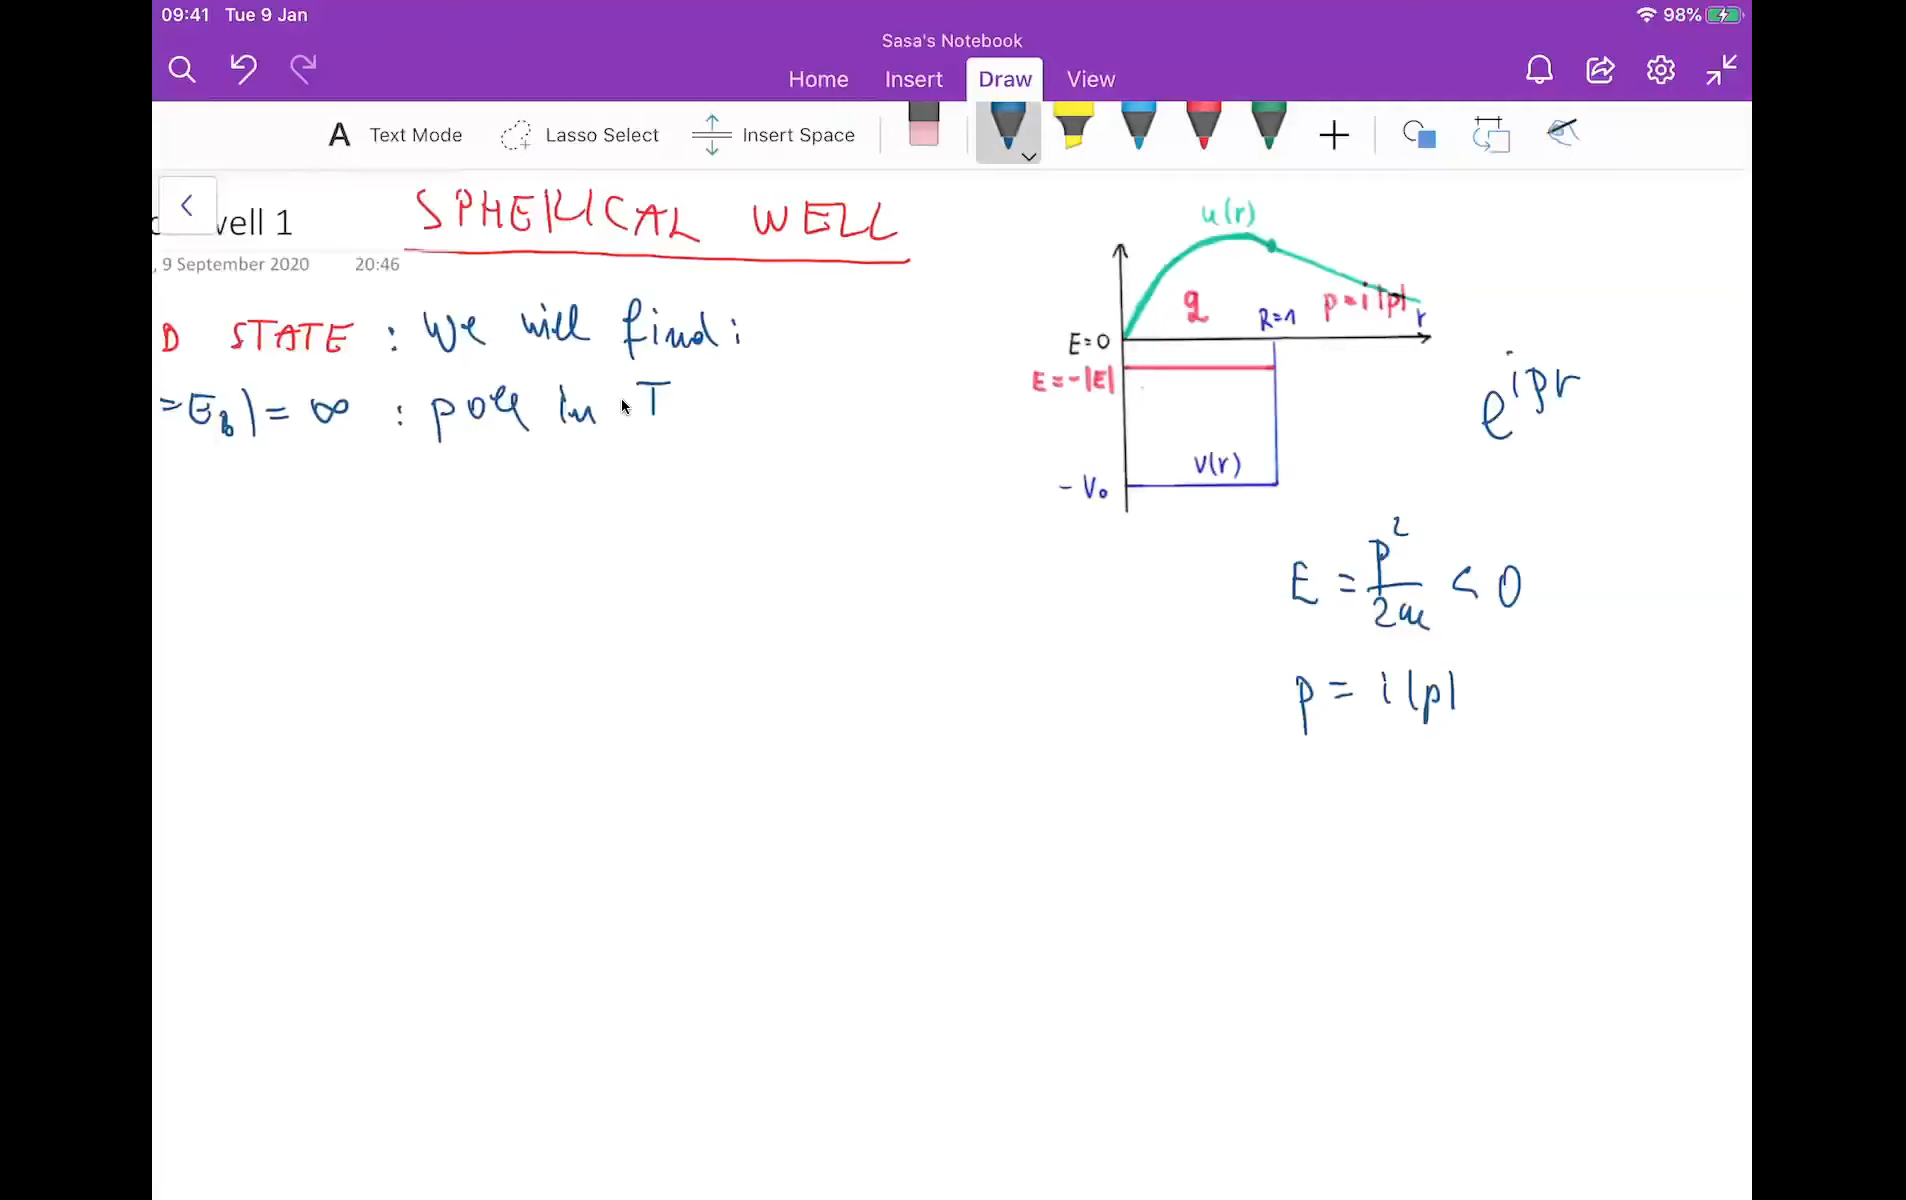 09:41 Tue 9 Jan
98%
Sasa's Notebook
Home Insert Draw View
A Text Mode Lasso Select Insert Space
well 1
SPHERICAL WELL
, 9 September 2020 20:46
D STATE : We will find :
=E_b) = ∞ : pole in T
u(r)
q
R=1
p=i|p|
r
E=0
E=-|E|
V(r)
-V₀
e^{ipr}
E = p²/2m < 0
p = i|p|